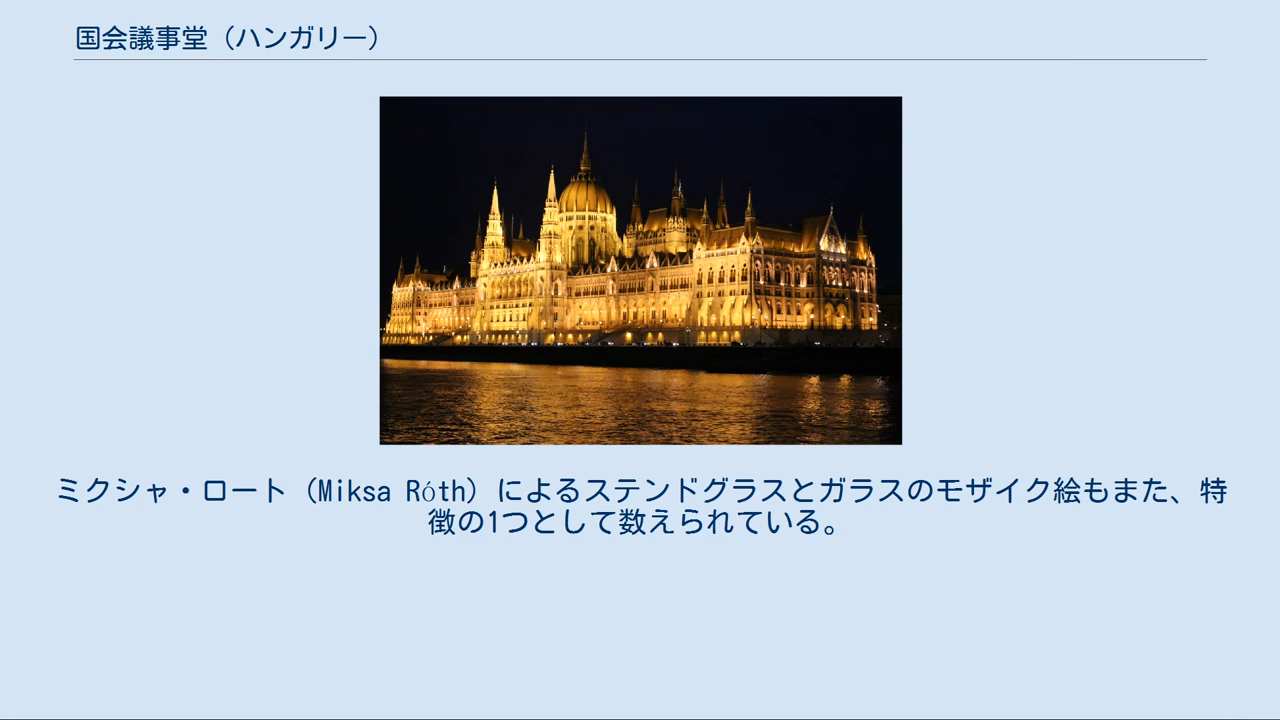 国会議事堂（ハンガリー）
ミクシャ・ロート（Miksa Róth）によるステンドグラスとガラスのモザイク絵もまた、特
徴の1つとして数えられている。